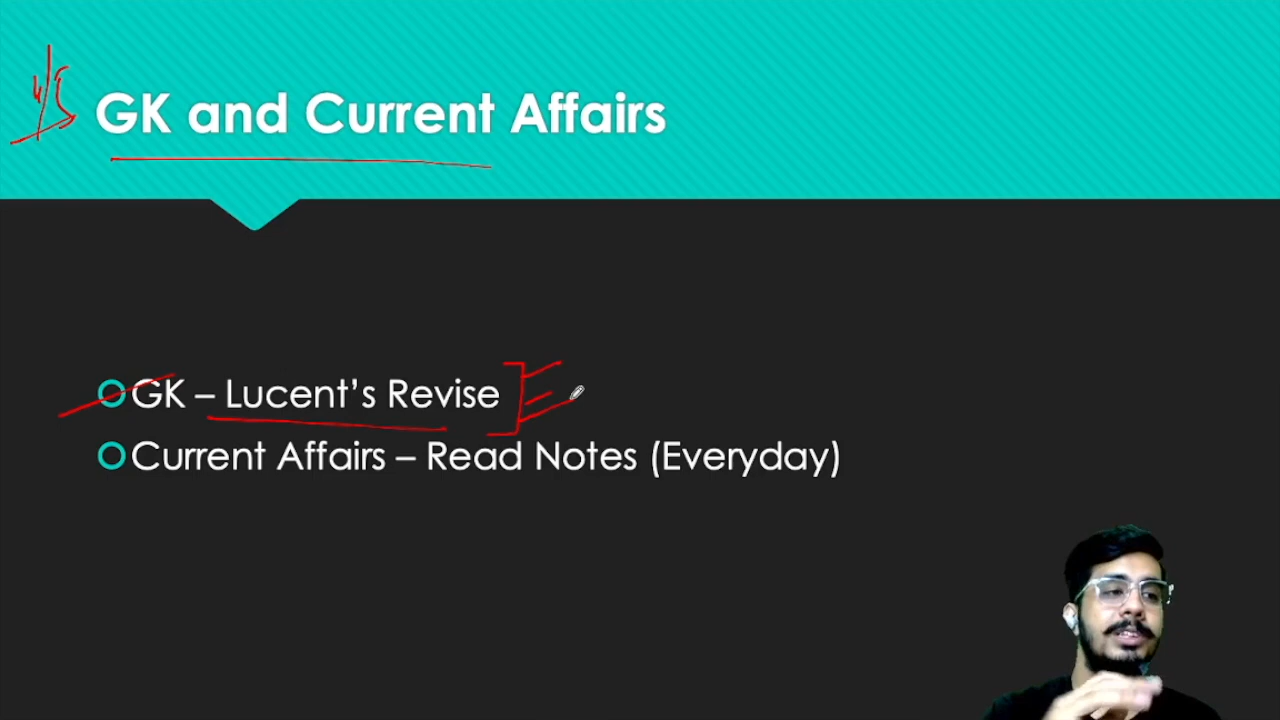 GK and Current Affairs
GK – Lucent's Revise
Current Affairs – Read Notes (Everyday)